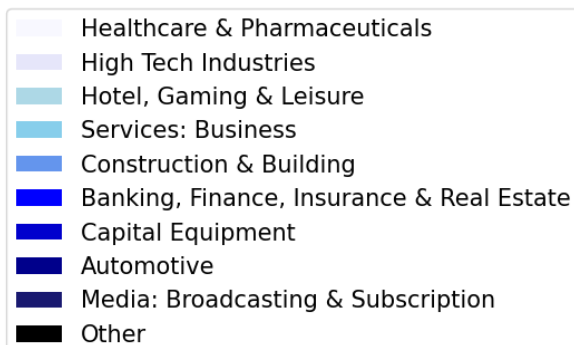 Healthcare & Pharmaceuticals
High Tech Industries
Hotel, Gaming & Leisure
Services: Business
Construction & Building
Banking, Finance, Insurance & Real Estate
Capital Equipment
Automotive
Media: Broadcasting & Subscription
Other